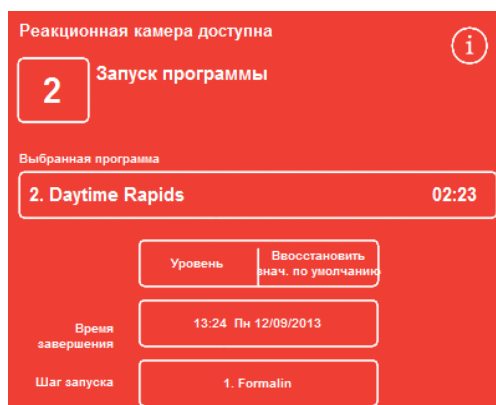 Реакционная камера доступна
i
2
Запуск программы
Выбранная программа
2. Daytime Rapids 02:23
Уровень
Ввосстановить
знач. по умолчанию
Время
завершения
13:24 Пн 12/09/2013
Шаг запуска
1. Formalin